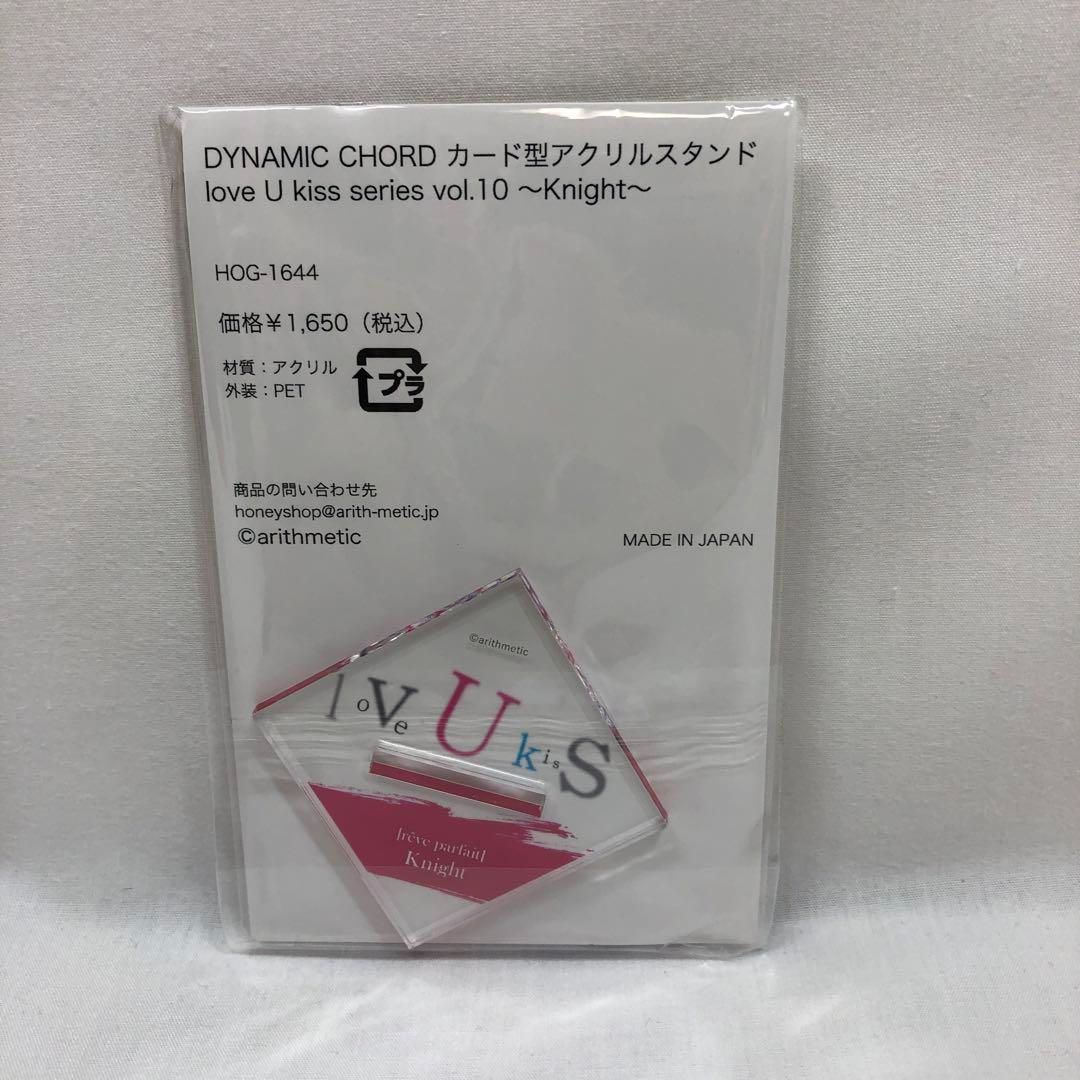 DYNAMIC CHORD カード型アクリルスタンド
love U kiss series vol.10 〜Knight〜
HOG-1644
価格¥1,650（税込）
材質：アクリル
外装：PET
プラ
商品の問い合わせ先
honeyshop@arith-metic.jp
©arithmetic
MADE IN JAPAN
©arithmetic
love U kisS
[rêve parfait]
Knight